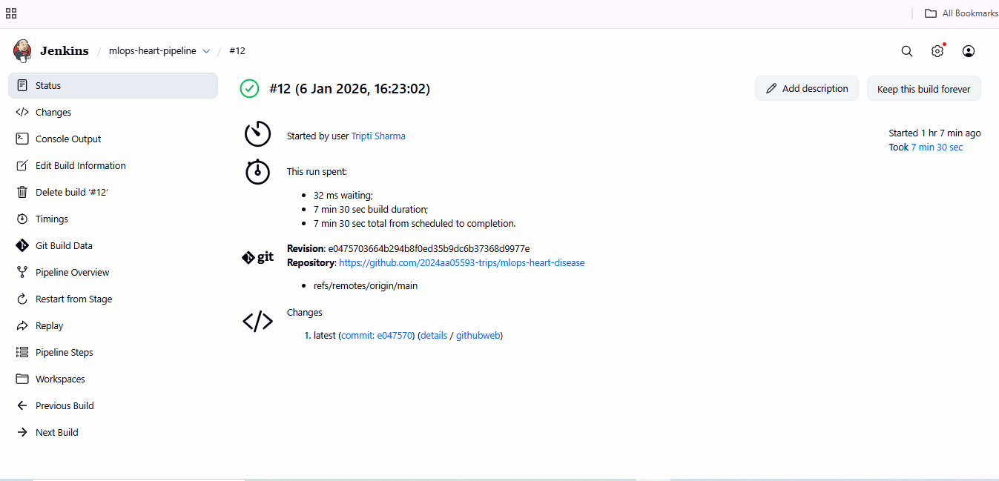 All Bookmarks
Jenkins / mlops-heart-pipeline / #12
Status
Changes
Console Output
Edit Build Information
Delete build ‘#12’
Timings
Git Build Data
Pipeline Overview
Restart from Stage
Replay
Pipeline Steps
Workspaces
Previous Build
Next Build
#12 (6 Jan 2026, 16:23:02)
Add description
Keep this build forever
Started by user Tripti Sharma
Started 1 hr 7 min ago
Took 7 min 30 sec
This run spent:
• 32 ms waiting;
• 7 min 30 sec build duration;
• 7 min 30 sec total from scheduled to completion.
git
Revision: e0475703664b294b8f0ed35b9dc6b37368d9977e
Repository: https://github.com/2024aa05593-trips/mlops-heart-disease
• refs/remotes/origin/main
Changes
1. latest (commit: e047570) (details / githubweb)